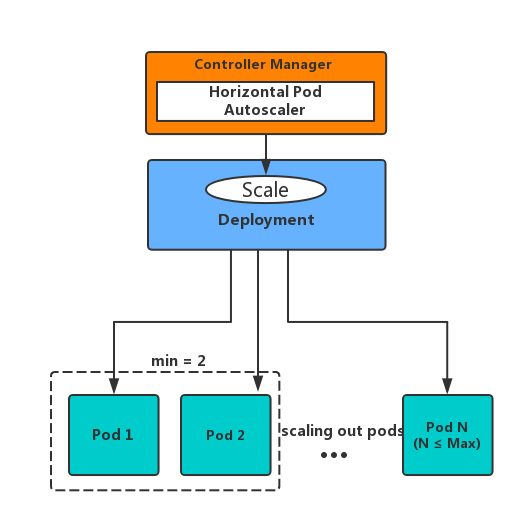 Controller Manager
Horizontal Pod
Autoscaler
Scale
Deployment
min = 2
Pod 1
Pod 2
scaling out pods
•••
Pod N
(N ≤ Max)